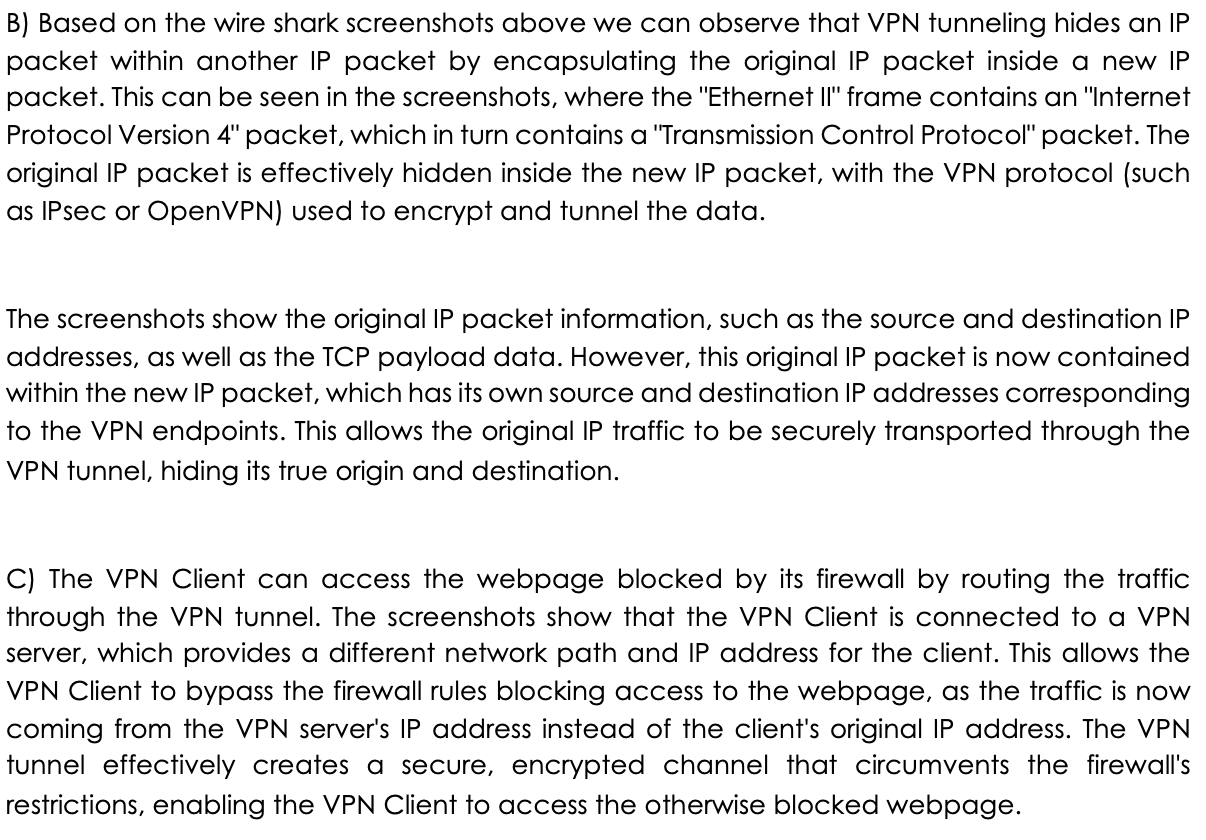 B) Based on the wire shark screenshots above we can observe that VPN tunneling hides an IP
packet within another IP packet by encapsulating the original IP packet inside a new IP
packet. This can be seen in the screenshots, where the "Ethernet II" frame contains an "Internet
Protocol Version 4" packet, which in turn contains a "Transmission Control Protocol" packet. The
original IP packet is effectively hidden inside the new IP packet, with the VPN protocol (such
as IPsec or OpenVPN) used to encrypt and tunnel the data.
The screenshots show the original IP packet information, such as the source and destination IP
addresses, as well as the TCP payload data. However, this original IP packet is now contained
within the new IP packet, which has its own source and destination IP addresses corresponding
to the VPN endpoints. This allows the original IP traffic to be securely transported through the
VPN tunnel, hiding its true origin and destination.
C) The VPN Client can access the webpage blocked by its firewall by routing the traffic
through the VPN tunnel. The screenshots show that the VPN Client is connected to a VPN
server, which provides a different network path and IP address for the client. This allows the
VPN Client to bypass the firewall rules blocking access to the webpage, as the traffic is now
coming from the VPN server's IP address instead of the client's original IP address. The VPN
tunnel effectively creates a secure, encrypted channel that circumvents the firewall's
restrictions, enabling the VPN Client to access the otherwise blocked webpage.